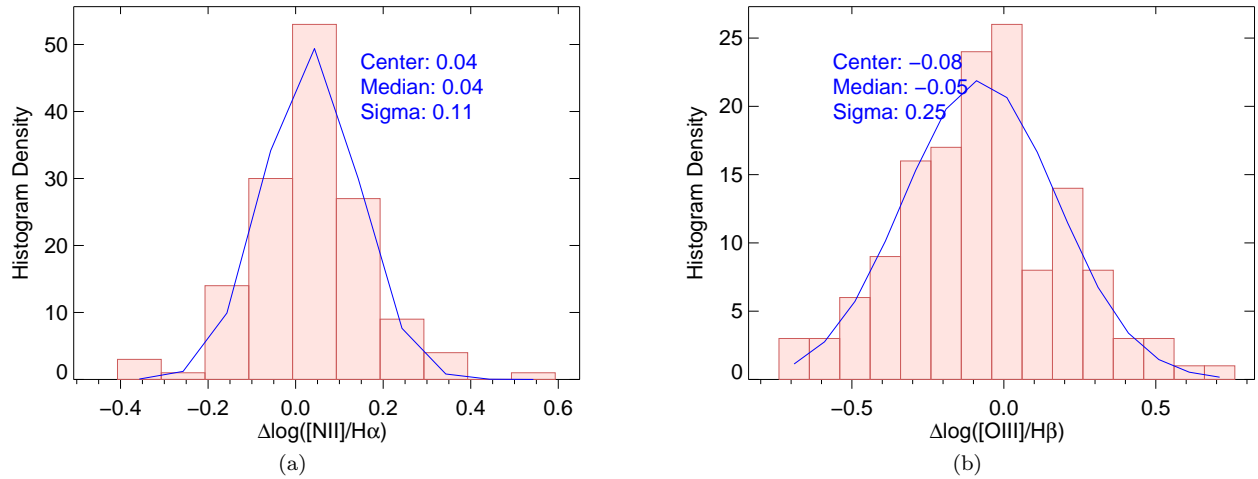 50
40
30
20
10
0
Histogram Density
Center: 0.04
Median: 0.04
Sigma: 0.11
−0.4 −0.2 0.0 0.2 0.4 0.6
Δlog([NII]/Hα)
(a)
25
20
15
10
5
0
Histogram Density
Center: −0.08
Median: −0.05
Sigma: 0.25
−0.5 0.0 0.5
Δlog([OIII]/Hβ)
(b)